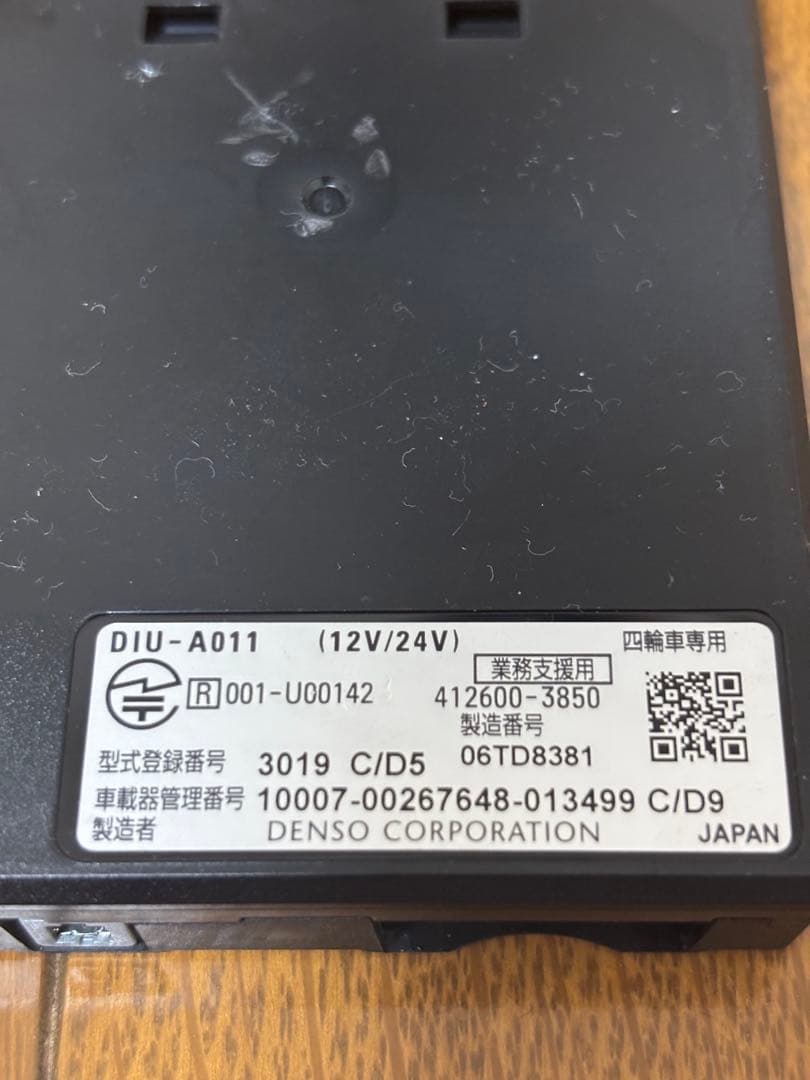 DIU-A011 (12V/24V) 四輪車専用
業務支援用
R 001-U00142 412600-3850
製造番号
型式登録番号 3019 C/D5 06TD8381
車載器管理番号 10007-00267648-013499 C/D9
製造者 DENSO CORPORATION JAPAN